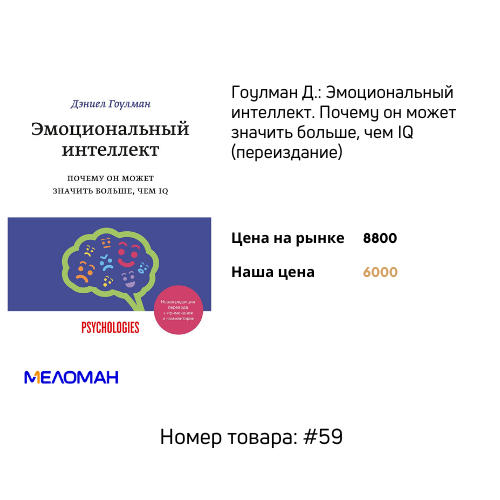 Дэниел Гоулман
Эмоциональный
интеллект
ПОЧЕМУ ОН МОЖЕТ
ЗНАЧИТЬ БОЛЬШЕ, ЧЕМ IQ
PSYCHOLOGIES
МЕЛОМАН
Гоулман Д.: Эмоциональный
интеллект. Почему он может
значить больше, чем IQ
(переиздание)
Цена на рынке 8800
Наша цена 6000
Номер товара: #59